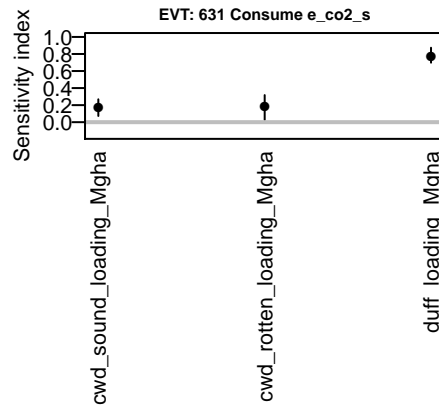 EVT: 631 Consume e_co2_s
Sensitivity index
1.0
0.8
0.6
0.4
0.2
0.0
cwd_sound_loading_Mgha
cwd_rotten_loading_Mgha
duff_loading_Mgha